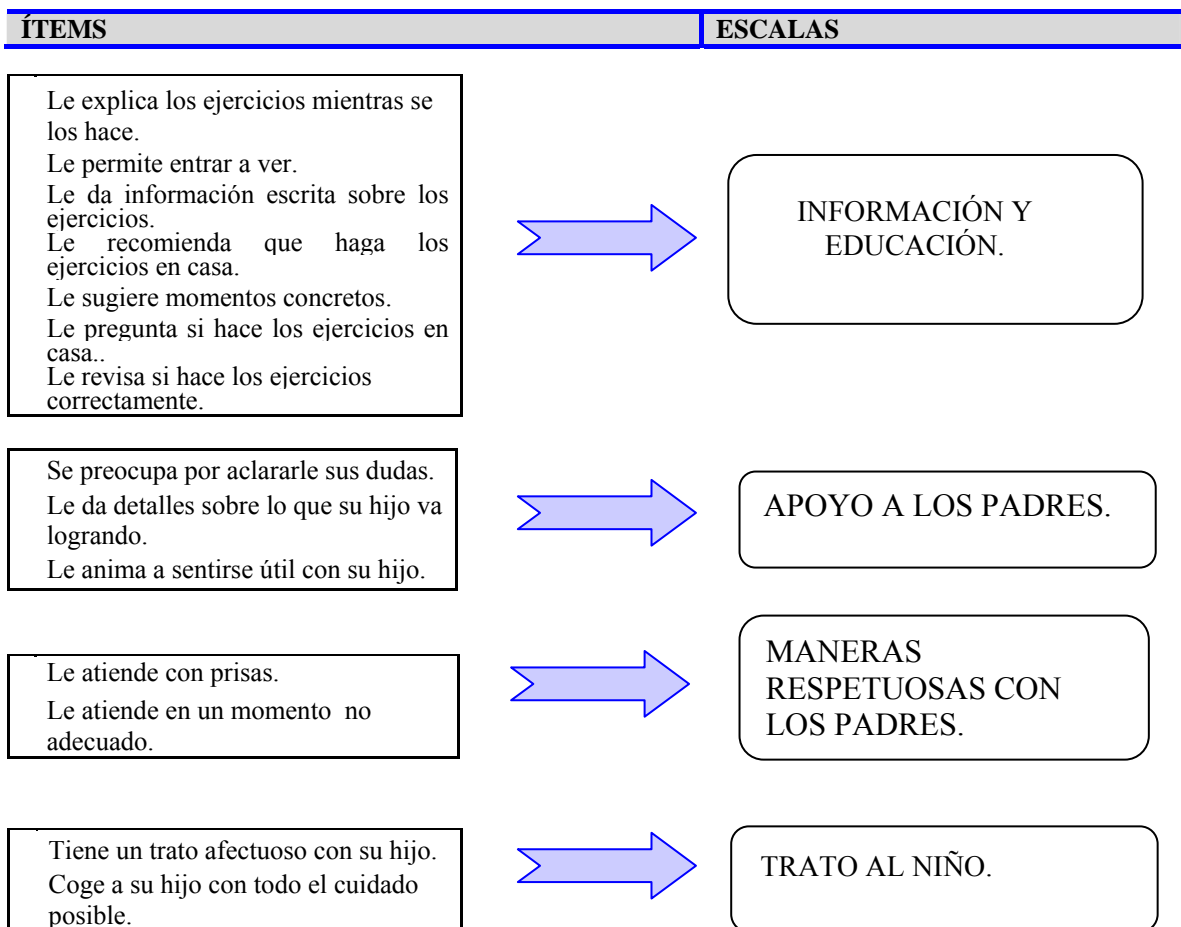 ÍTEMS ESCALAS
Le explica los ejercicios mientras se
los hace.
Le permite entrar a ver.
Le da información escrita sobre los
ejercicios.
Le recomienda que haga los
ejercicios en casa.
Le sugiere momentos concretos.
Le pregunta si hace los ejercicios en
casa..
Le revisa si hace los ejercicios
correctamente.
INFORMACIÓN Y
EDUCACIÓN.
Se preocupa por aclararle sus dudas.
Le da detalles sobre lo que su hijo va
logrando.
Le anima a sentirse útil con su hijo.
APOYO A LOS PADRES.
Le atiende con prisas.
Le atiende en un momento no
adecuado.
MANERAS
RESPETUOSAS CON
LOS PADRES.
Tiene un trato afectuoso con su hijo.
Coge a su hijo con todo el cuidado
posible.
TRATO AL NIÑO.